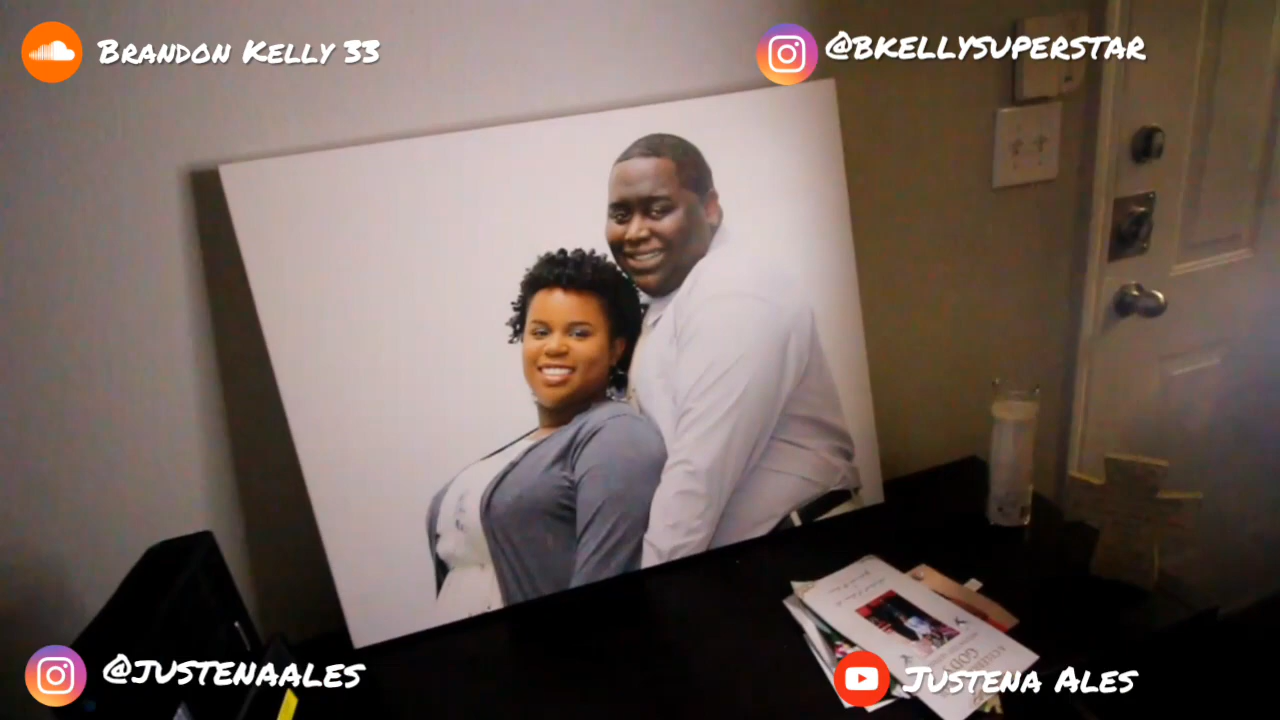 BRANDON KELLY 33
@BKELLYSUPERSTAR
@JUSTENAALES
JUSTENA ALES